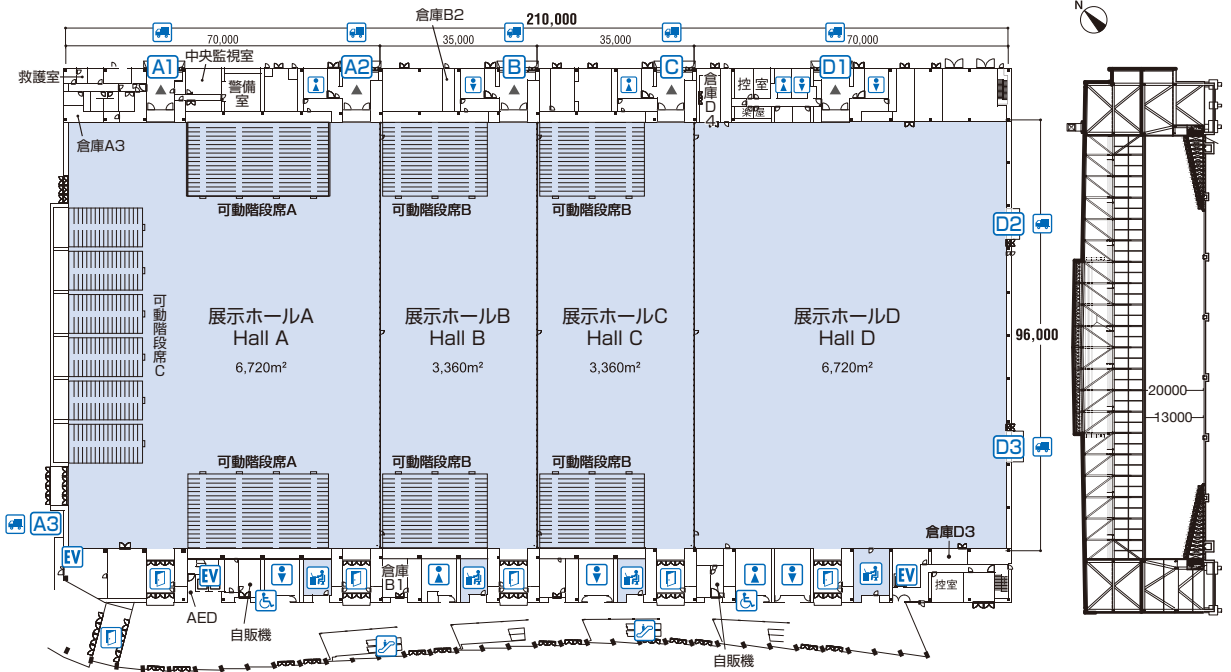 倉庫B2
210,000
N
70,000
35,000
35,000
70,000
救護室
A1
中央監視室
警備室
A2
B
C
倉庫D4
控室
楽屋
D1
倉庫A3
可動階段席A
可動階段席B
可動階段席B
D2
可動階段席C
展示ホールA
Hall A
6,720m²
展示ホールB
Hall B
3,360m²
展示ホールC
Hall C
3,360m²
展示ホールD
Hall D
6,720m²
96,000
20000
13000
D3
可動階段席A
可動階段席B
可動階段席B
A3
倉庫D3
EV
EV
倉庫B1
EV
控室
AED
自販機
自販機